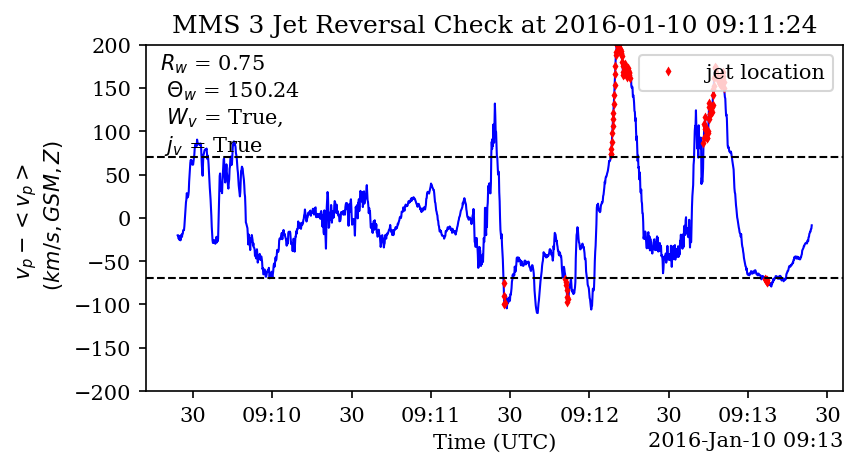 MMS 3 Jet Reversal Check at 2016-01-10 09:11:24
R_w = 0.75
Θ_w = 150.24
W_v = True,
j_v = True
jet location
v_p − < v_p >
(km/s, GSM, Z)
200
150
100
50
0
−50
−100
−150
−200
30 09:10 30 09:11 30 09:12 30 09:13 30
Time (UTC)
2016-Jan-10 09:13